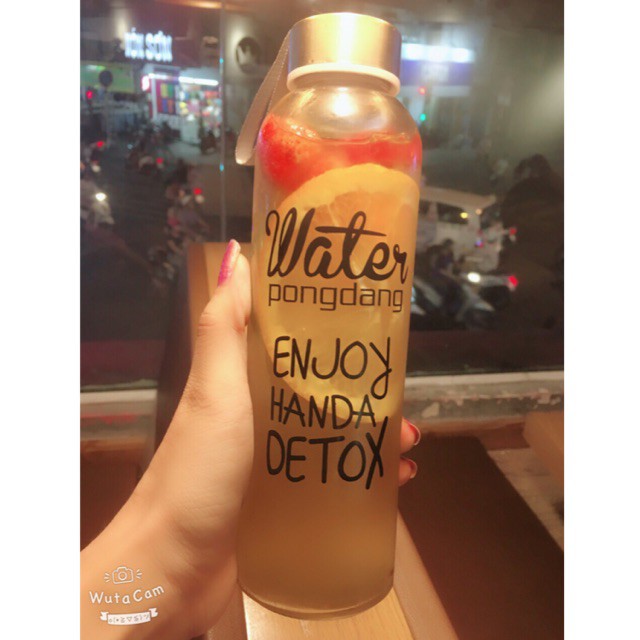 Water
pongdang
ENJOY
HANDA
DETOX
WutaCam